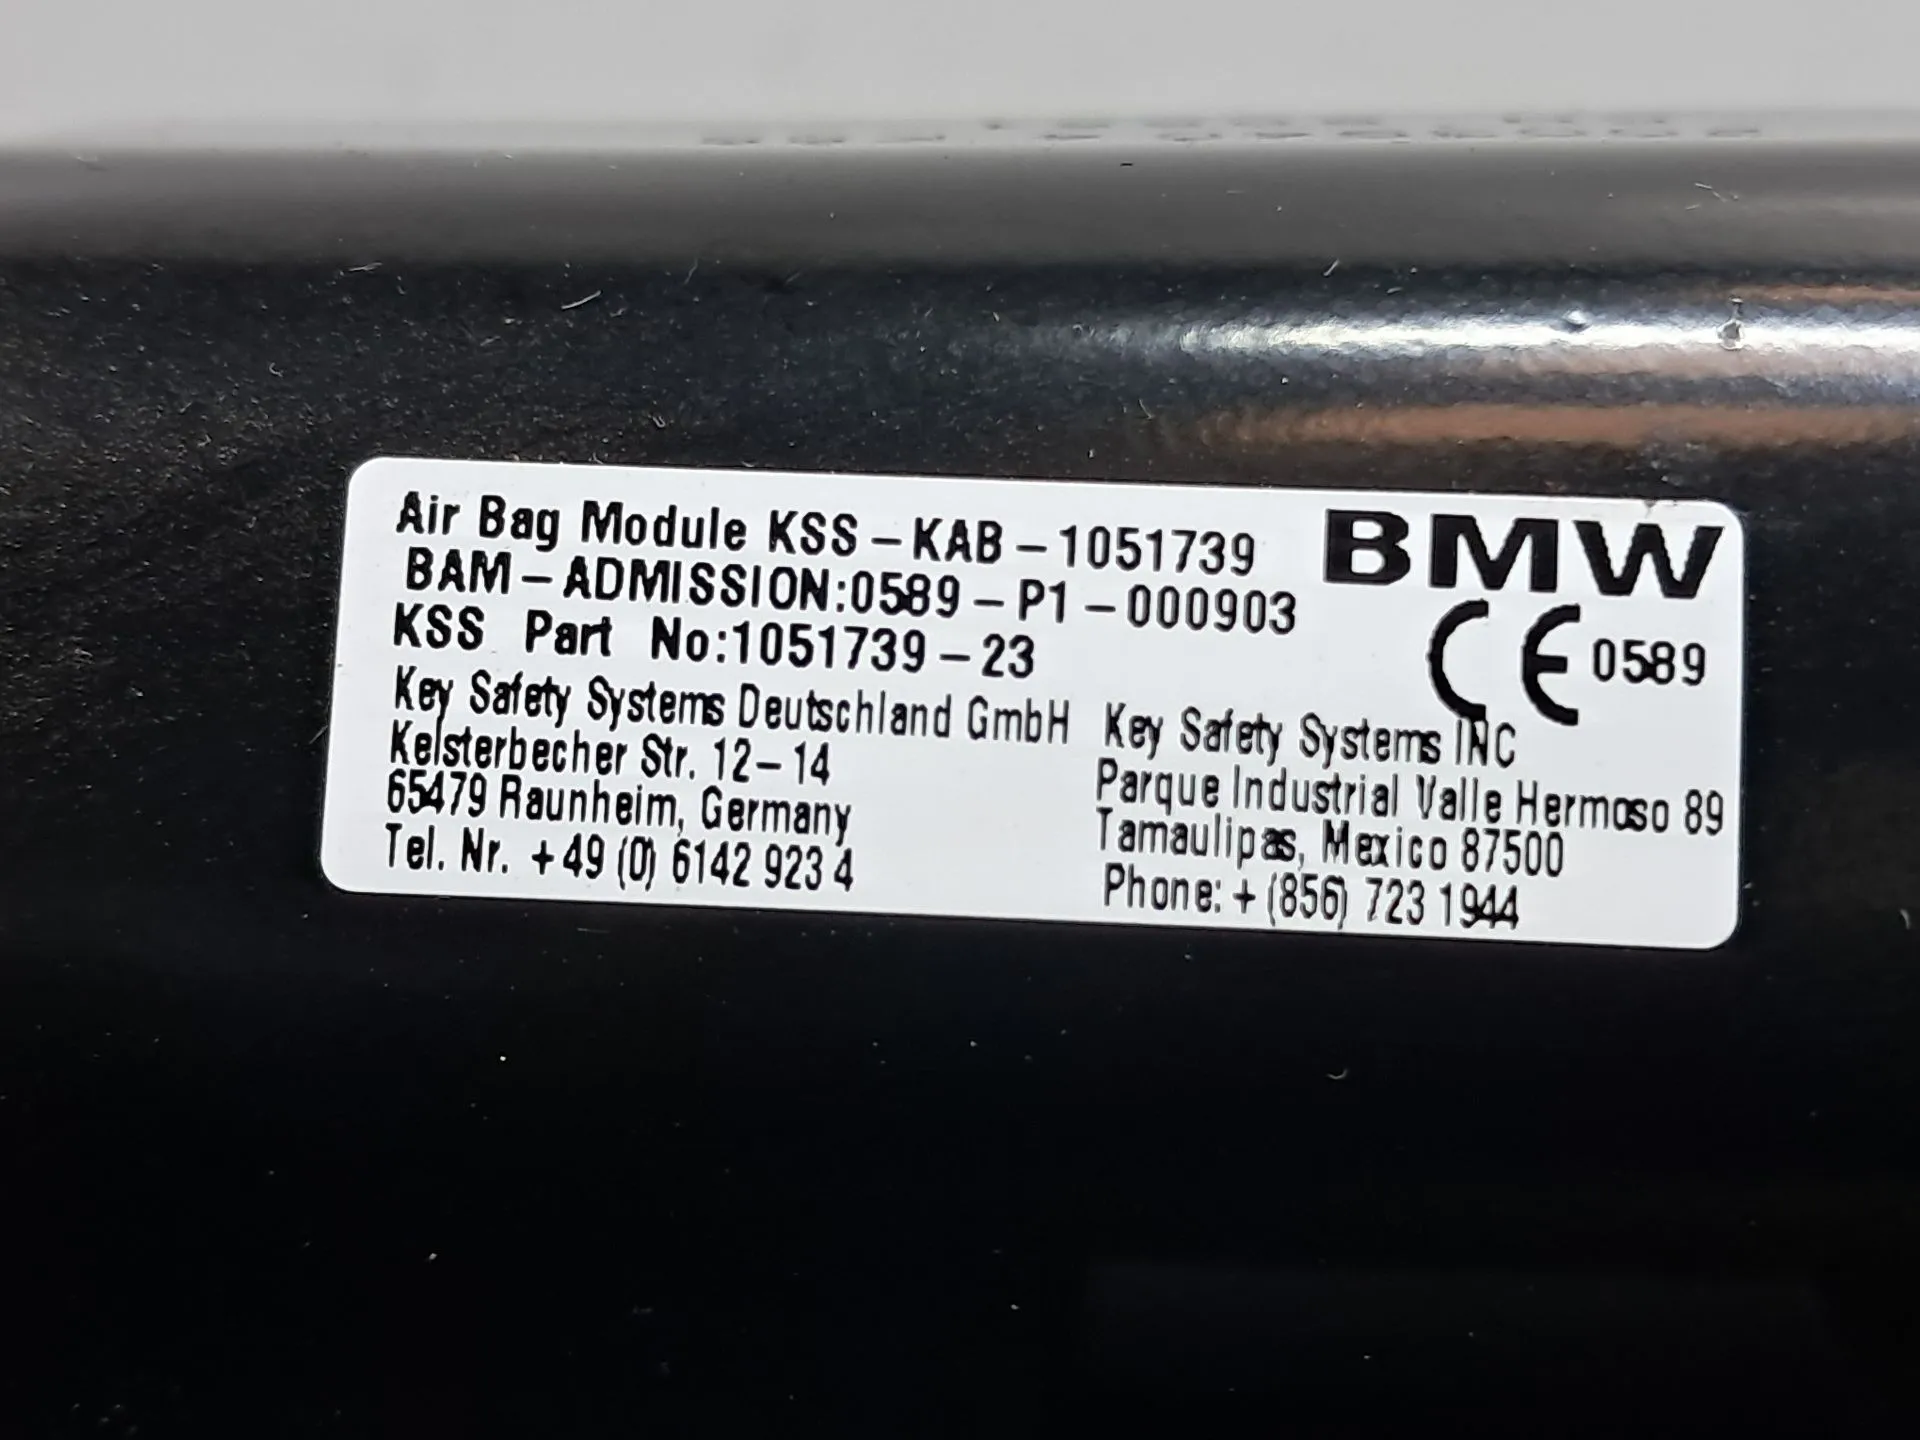 Air Bag Module KSS-KAB-1051739
BMW
BAM-ADMISSION:0589-P1-000903
KSS Part No:1051739-23
CE 0589
Key Safety Systems Deutschland GmbH
Kelsterbecher Str. 12-14
65479 Raunheim, Germany
Tel. Nr. +49 (0) 6142 923 4
Key Safety Systems INC
Parque Industrial Valle Hermoso 89
Tamaulipas, Mexico 87500
Phone: + (856) 723 1944